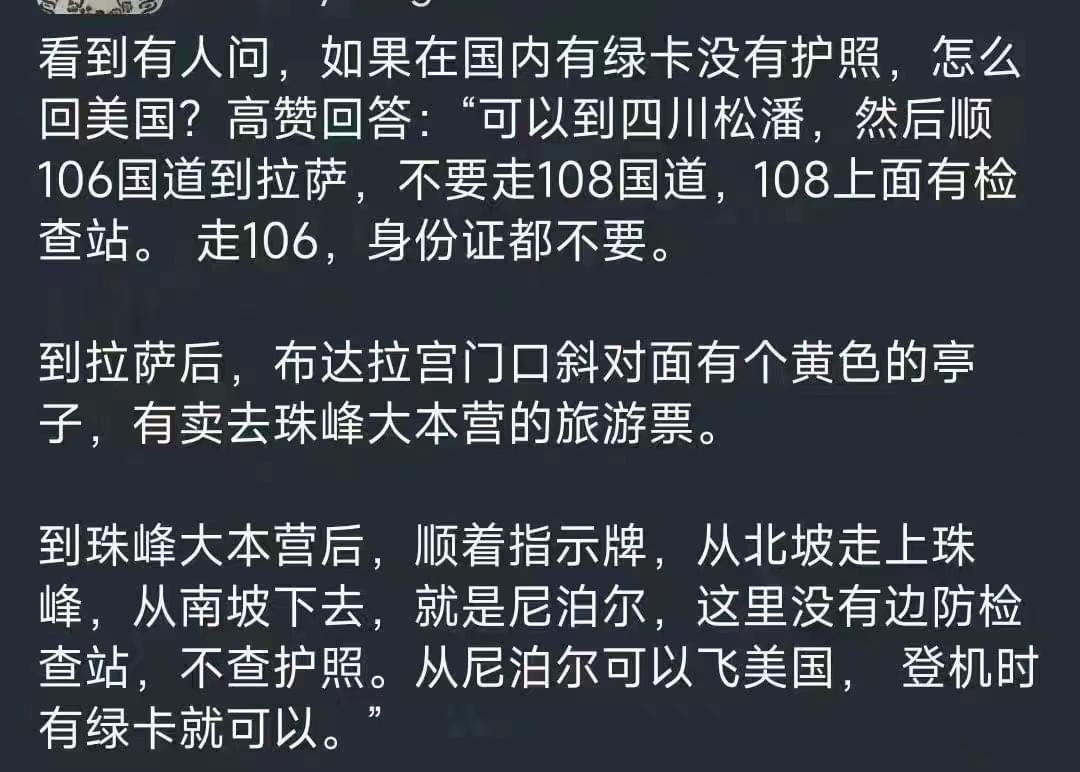 看到有人问，如果在国内有绿卡没有护照，怎么
回美国？高赞回答：“可以到四川松潘，然后顺
106国道到拉萨，不要走108国道，108上面有检
查站。 走106，身份证都不要。
到拉萨后，布达拉宫门口斜对面有个黄色的亭
子，有卖去珠峰大本营的旅游票。
到珠峰大本营后，顺着指示牌，从北坡走上珠
峰，从南坡下去，就是尼泊尔，这里没有边防检
查站，不查护照。从尼泊尔可以飞美国， 登机时
有绿卡就可以。”